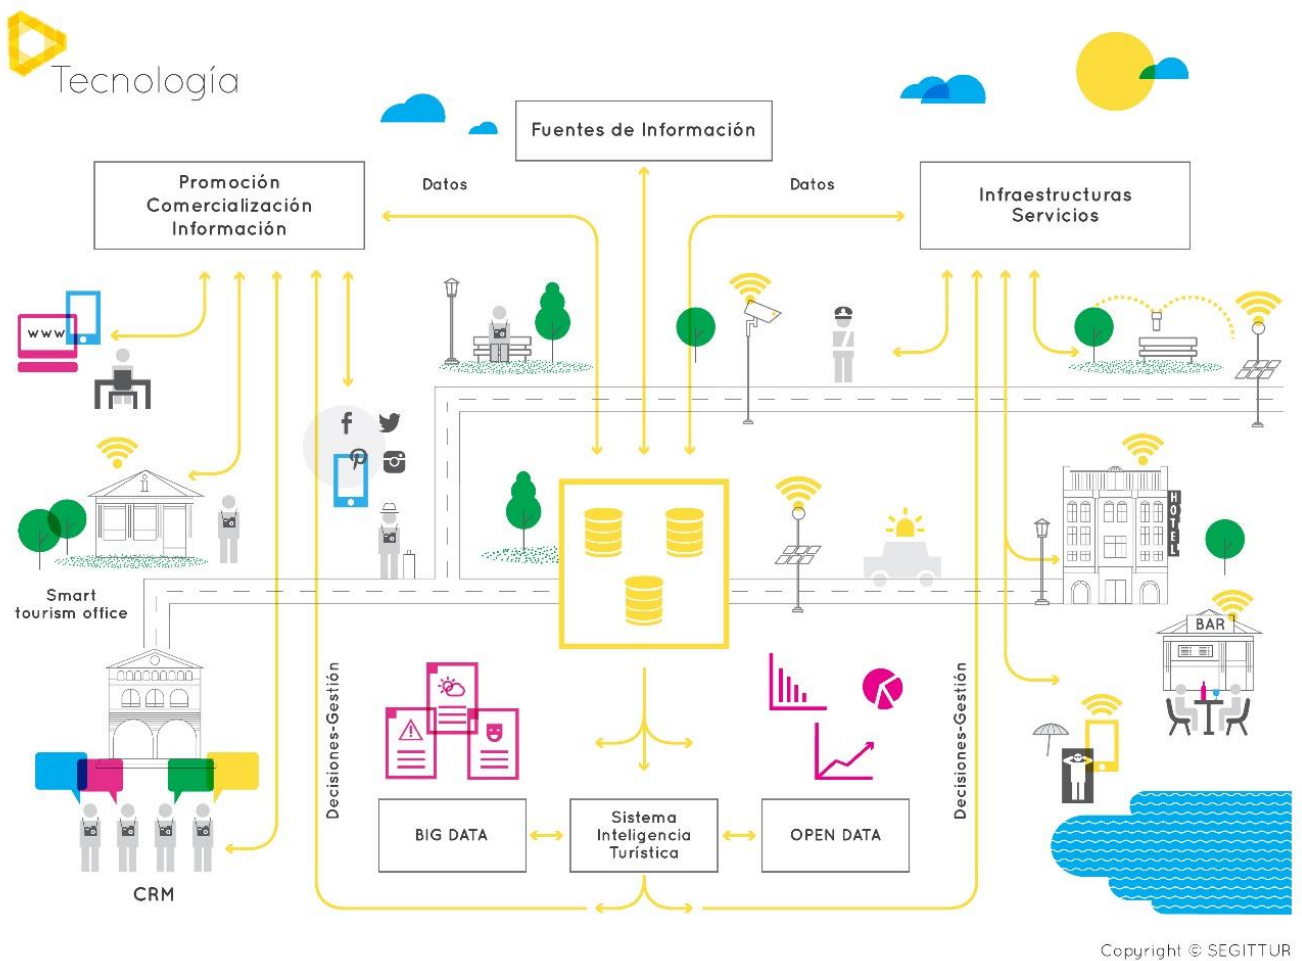 Tecnología
Fuentes de Información
Promoción
Comercialización
Información
Datos
Datos
Infraestructuras
Servicios
www
i
Smart
tourism office
HOTEL
BAR
Decisiones-Gestión
Decisiones-Gestión
BIG DATA
Sistema
Inteligencia
Turística
OPEN DATA
CRM
Copyright © SEGITTUR